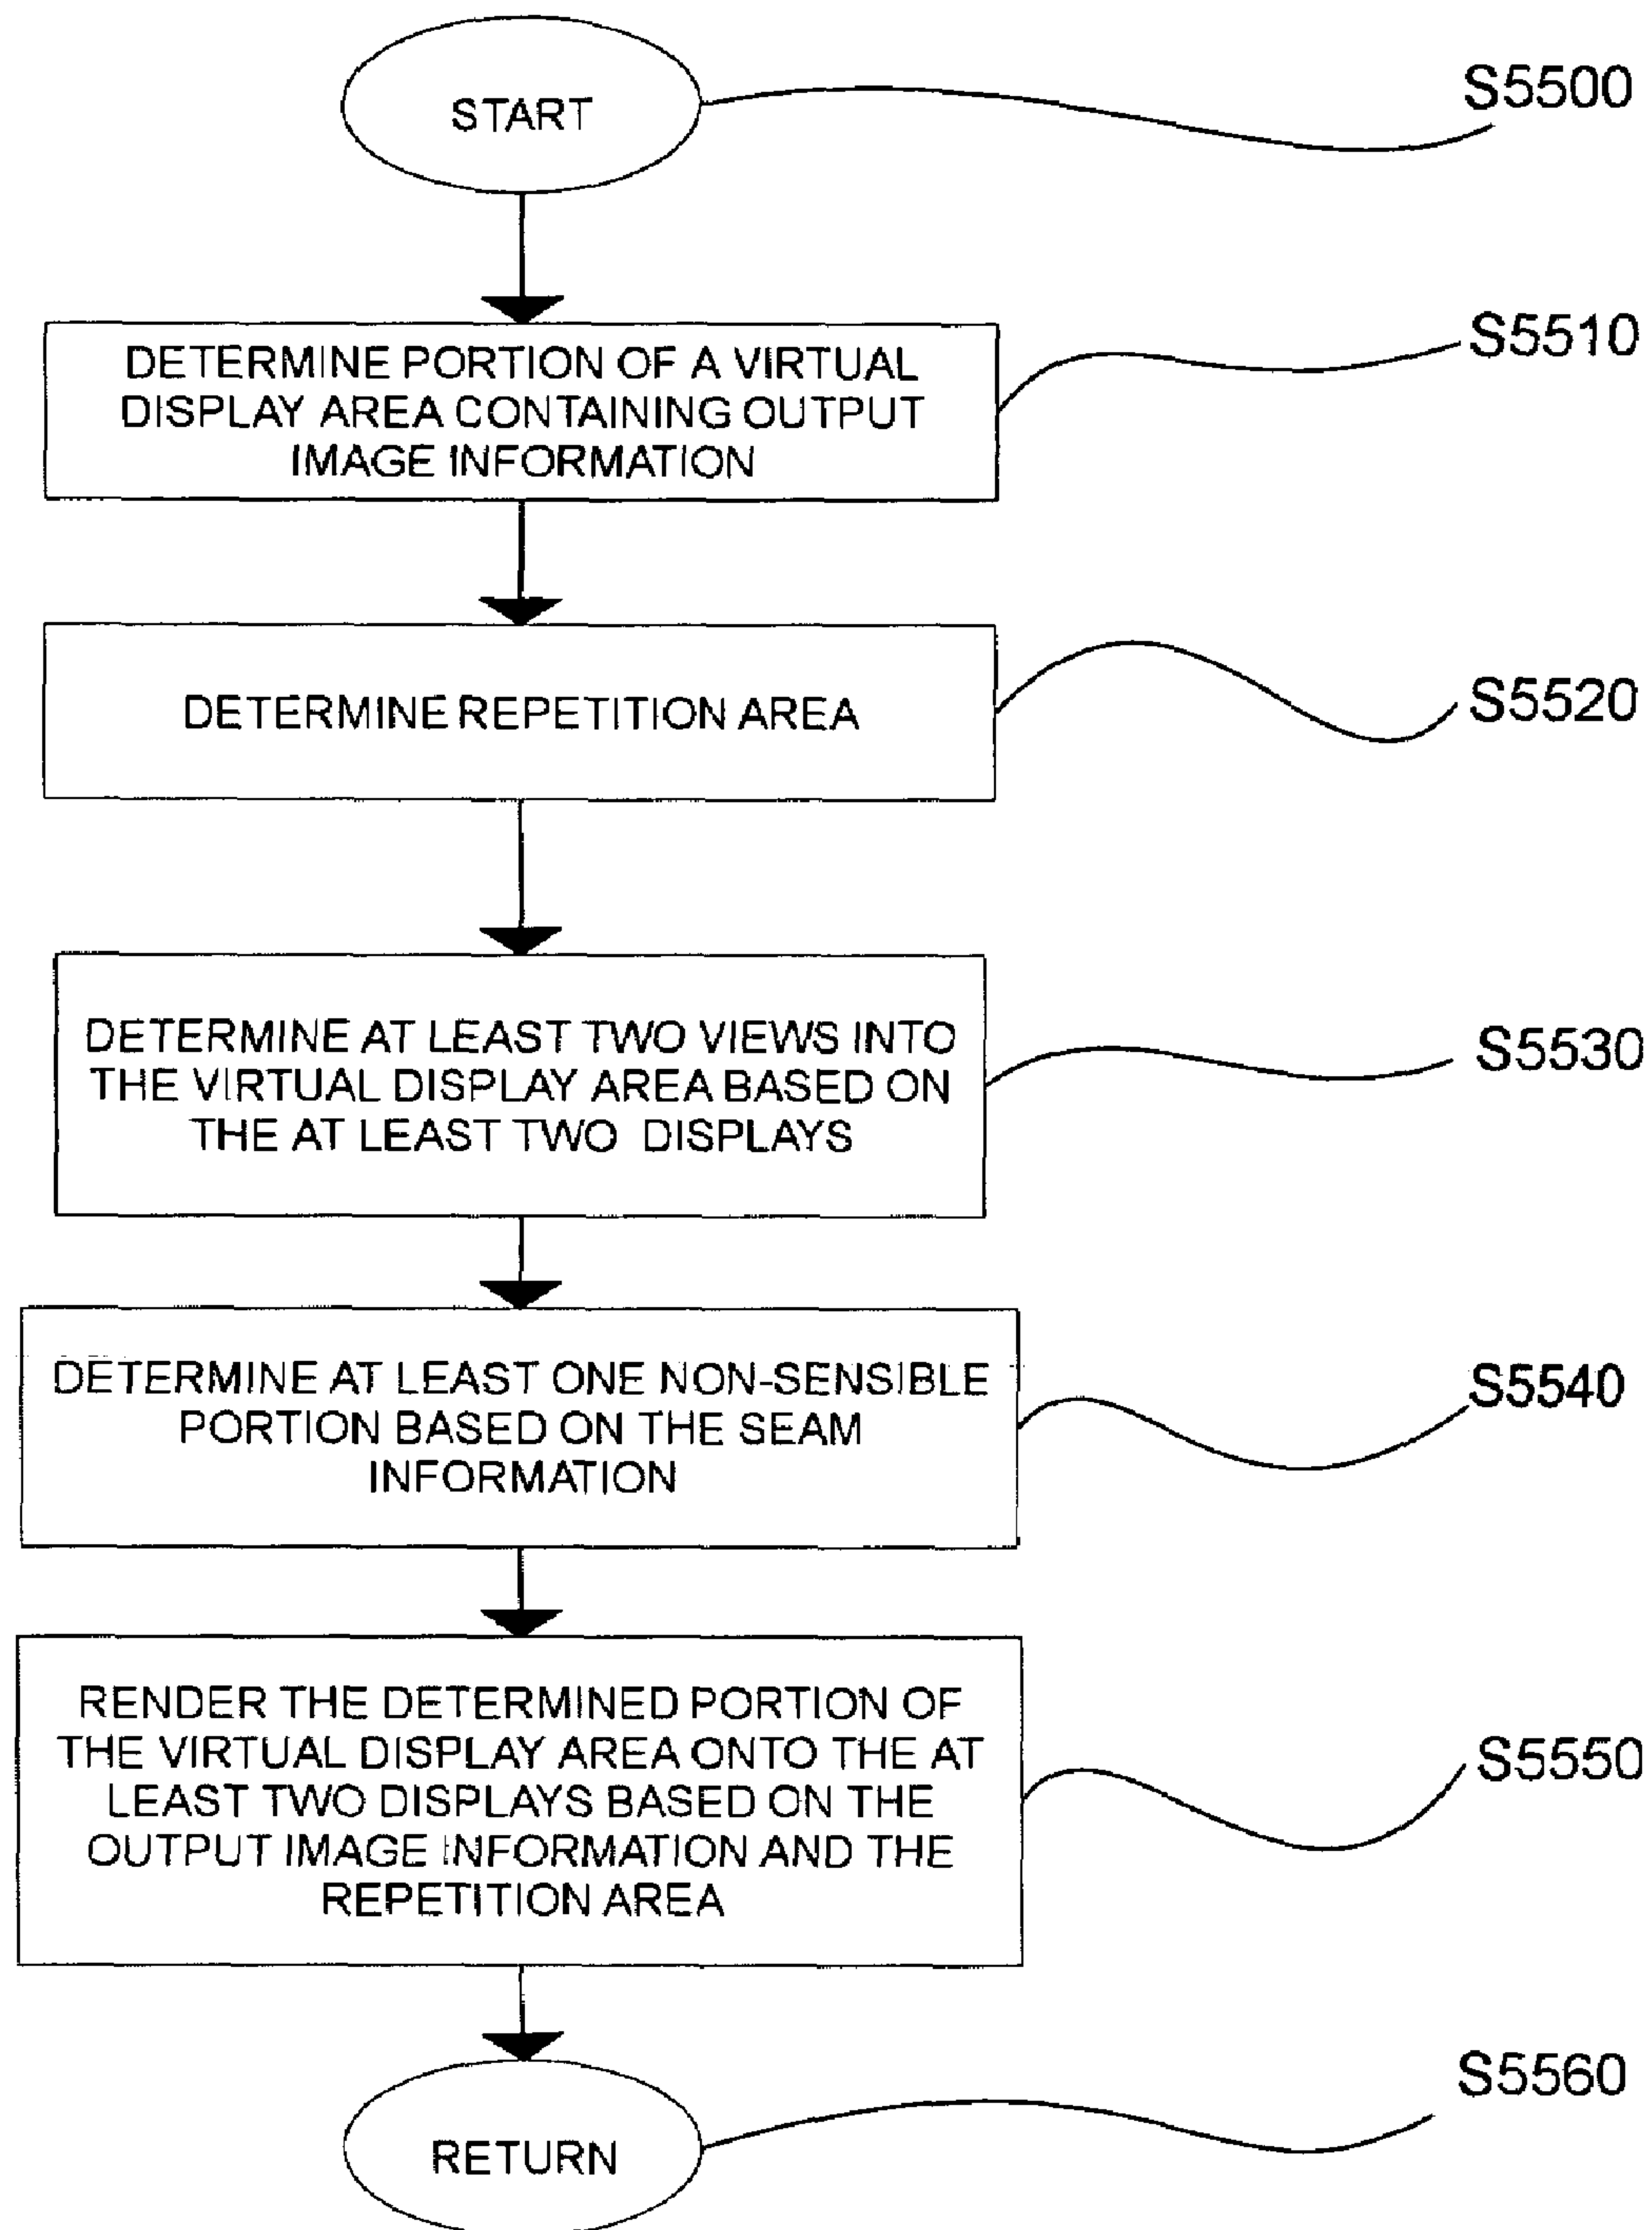 START
S5500
DETERMINE PORTION OF A VIRTUAL
DISPLAY AREA CONTAINING OUTPUT
IMAGE INFORMATION
S5510
DETERMINE REPETITION AREA
S5520
DETERMINE AT LEAST TWO VIEWS INTO
THE VIRTUAL DISPLAY AREA BASED ON
THE AT LEAST TWO DISPLAYS
S5530
DETERMINE AT LEAST ONE NON-SENSIBLE
PORTION BASED ON THE SEAM
INFORMATION
S5540
RENDER THE DETERMINED PORTION OF
THE VIRTUAL DISPLAY AREA ONTO THE AT
LEAST TWO DISPLAYS BASED ON THE
OUTPUT IMAGE INFORMATION AND THE
REPETITION AREA
S5550
RETURN
S5560